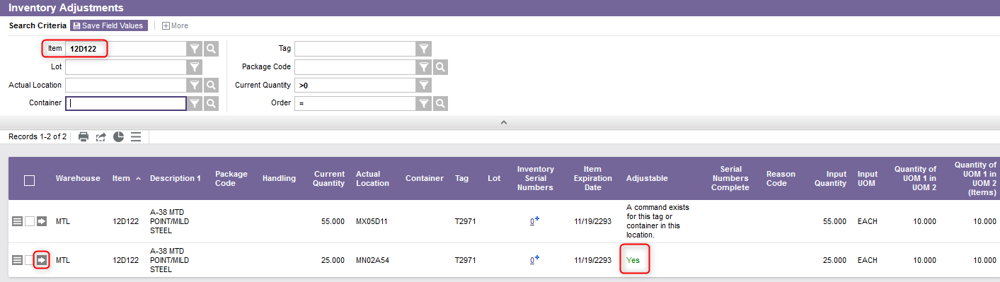 Inventory Adjustments
Search Criteria Save Field Values More
Item 12D122 Tag
Lot Package Code
Actual Location Current Quantity >0
Container Order =
Records 1-2 of 2
Warehouse Item Description 1 Package Code Handling Current Quantity Actual Location Container Tag Lot Inventory Serial Numbers Item Expiration Date Adjustable Serial Numbers Complete Reason Code Input Quantity Input UOM Quantity of UOM 1 in UOM 2 Quantity of UOM 1 in UOM 2 (Items)
MTL 12D122 A-38 MTD POINT/MILD STEEL 55.000 MX05D11 T2971 0+ 11/19/2293 A command exists for this tag or container in this location. 55.000 EACH 10.000 10.000
MTL 12D122 A-38 MTD POINT/MILD STEEL 25.000 MN02A54 T2971 0+ 11/19/2293 Yes 25.000 EACH 10.000 10.000